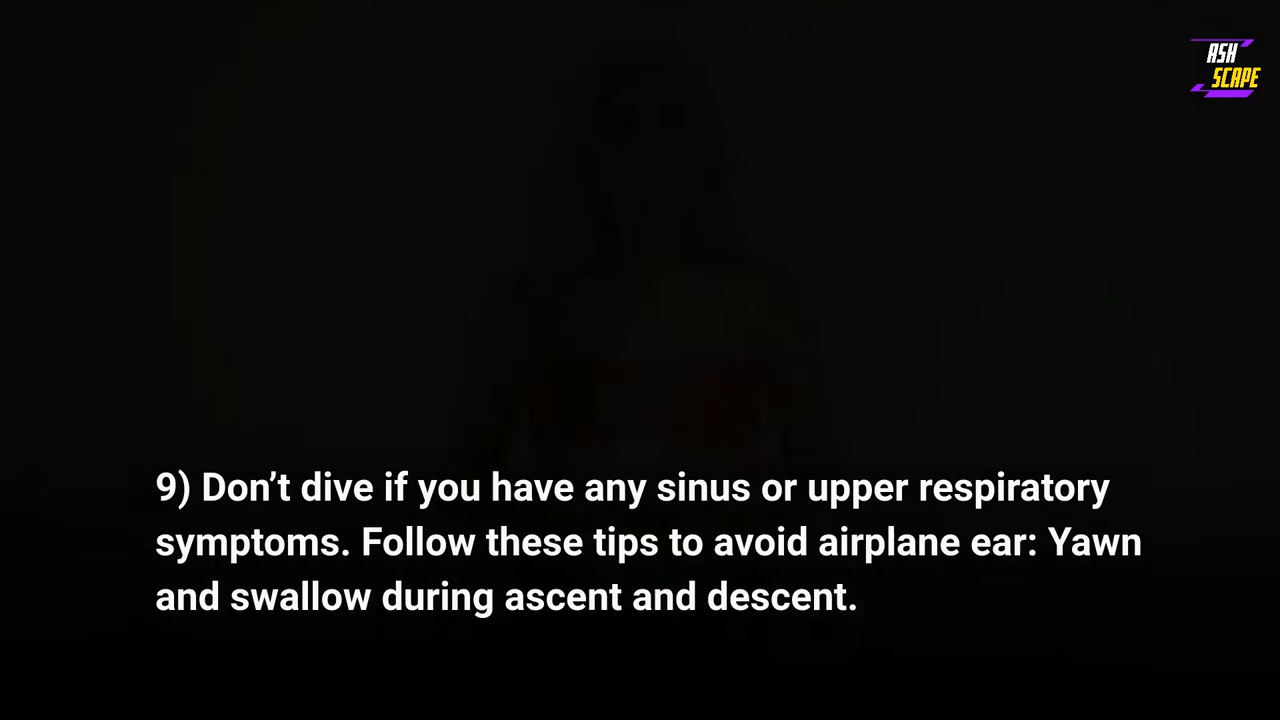 RSH
SCAPE
9) Don’t dive if you have any sinus or upper respiratory
symptoms. Follow these tips to avoid airplane ear: Yawn
and swallow during ascent and descent.